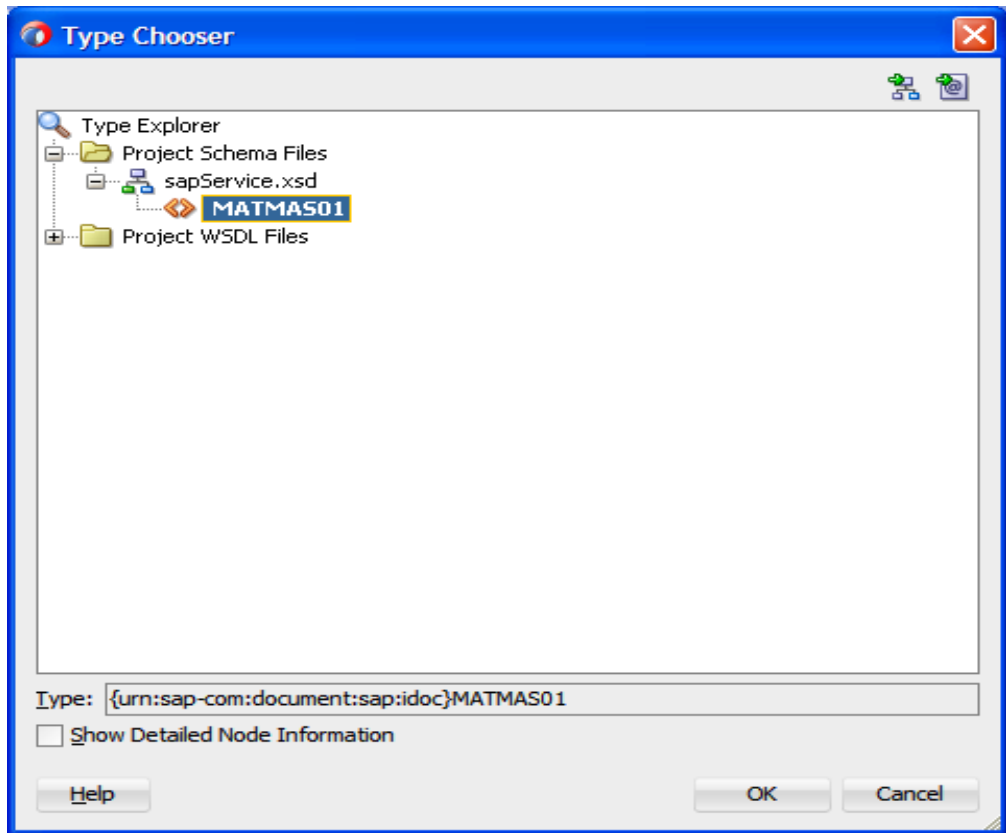 Type Chooser
Type Explorer
Project Schema Files
sapService.xsd
MATMAS01
Project WSDL Files
Type: {urn:sap-com:document:sap:idoc}MATMAS01
Show Detailed Node Information
Help OK Cancel